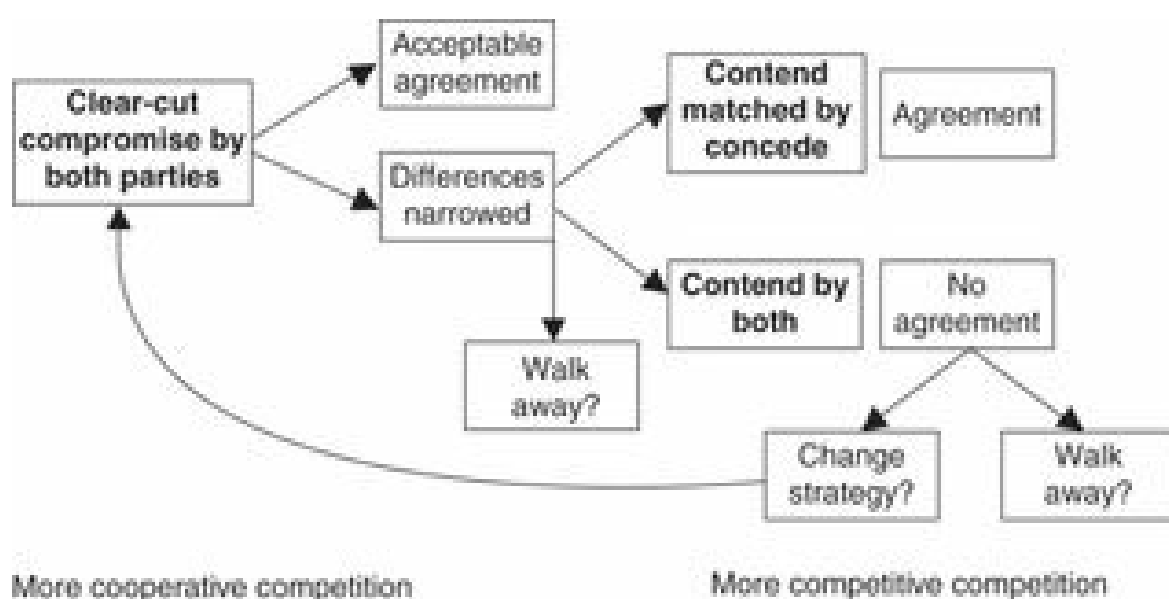 Clear-cut
compromise by
both parties
Acceptable
agreement
Differences
narrowed
Walk
away?
Contend
matched by
concede
Agreement
Contend by
both
No
agreement
Change
strategy?
Walk
away?
More cooperative competition
More competitive competition